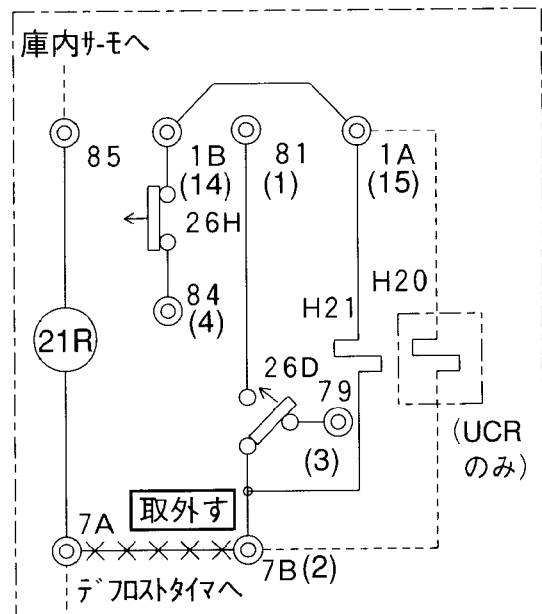 庫内サーモへ
85
1B
(14)
81
(1)
1A
(15)
26H
84
(4)
H21
H20
21R
26D
79
(3)
(UCR
のみ)
取外す
7A
7B(2)
デフロストタイマへ